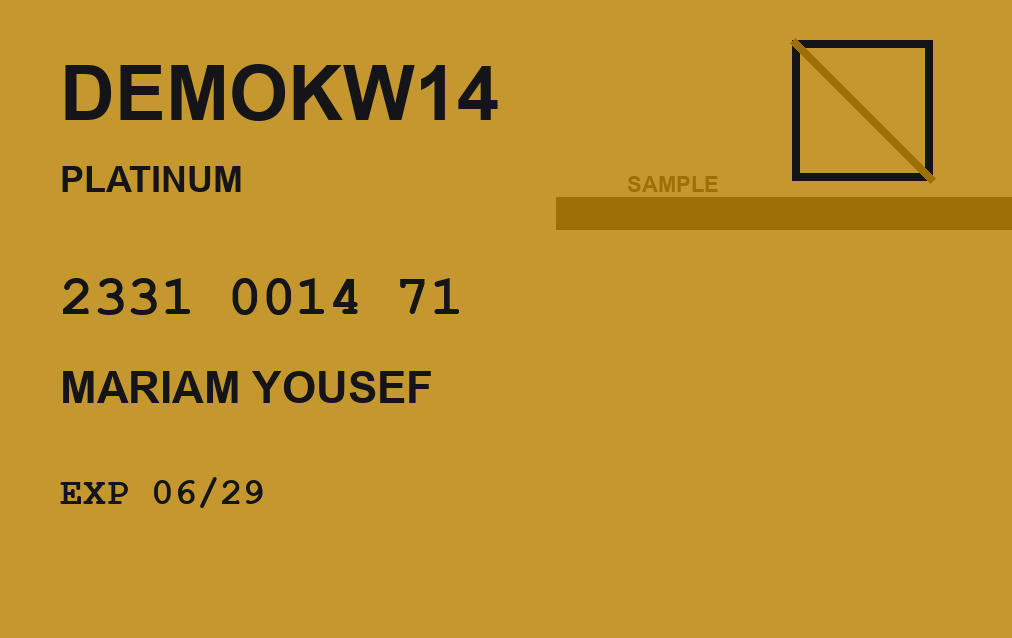 DEMOKW14
PLATINUM
SAMPLE
2331 0014 71
MARIAM YOUSEF
EXP 06/29